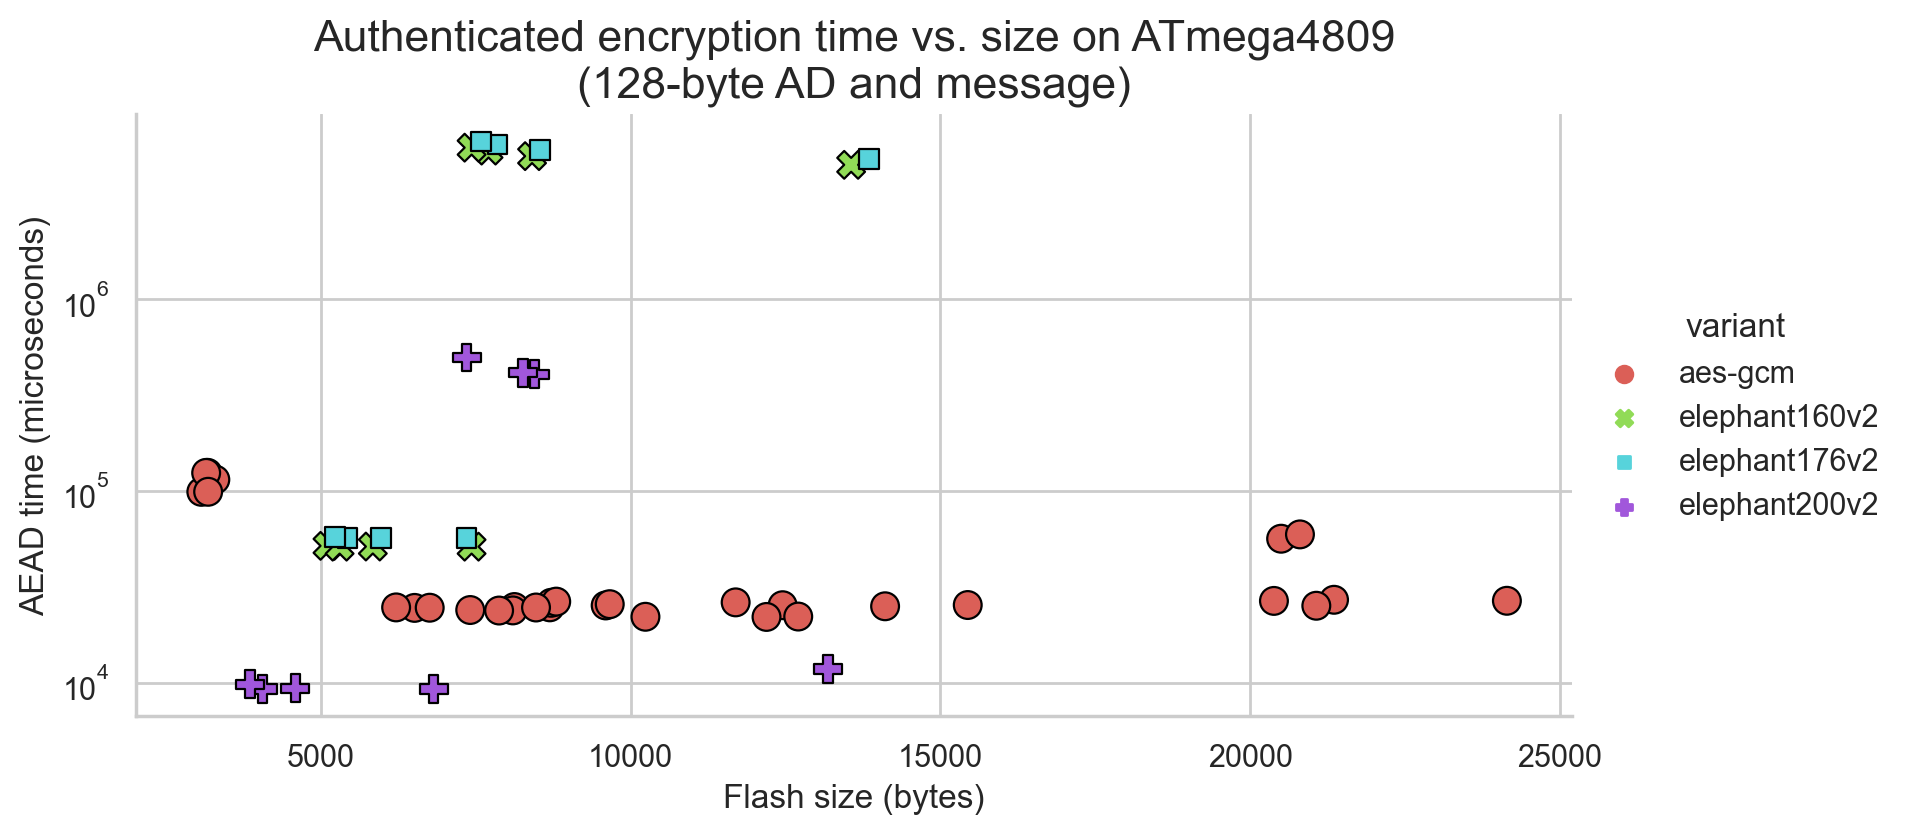 Authenticated encryption time vs. size on ATmega4809
(128-byte AD and message)
AEAD time (microseconds)
10^6
10^5
10^4
5000 10000 15000 20000 25000
Flash size (bytes)
variant
aes-gcm
elephant160v2
elephant176v2
elephant200v2